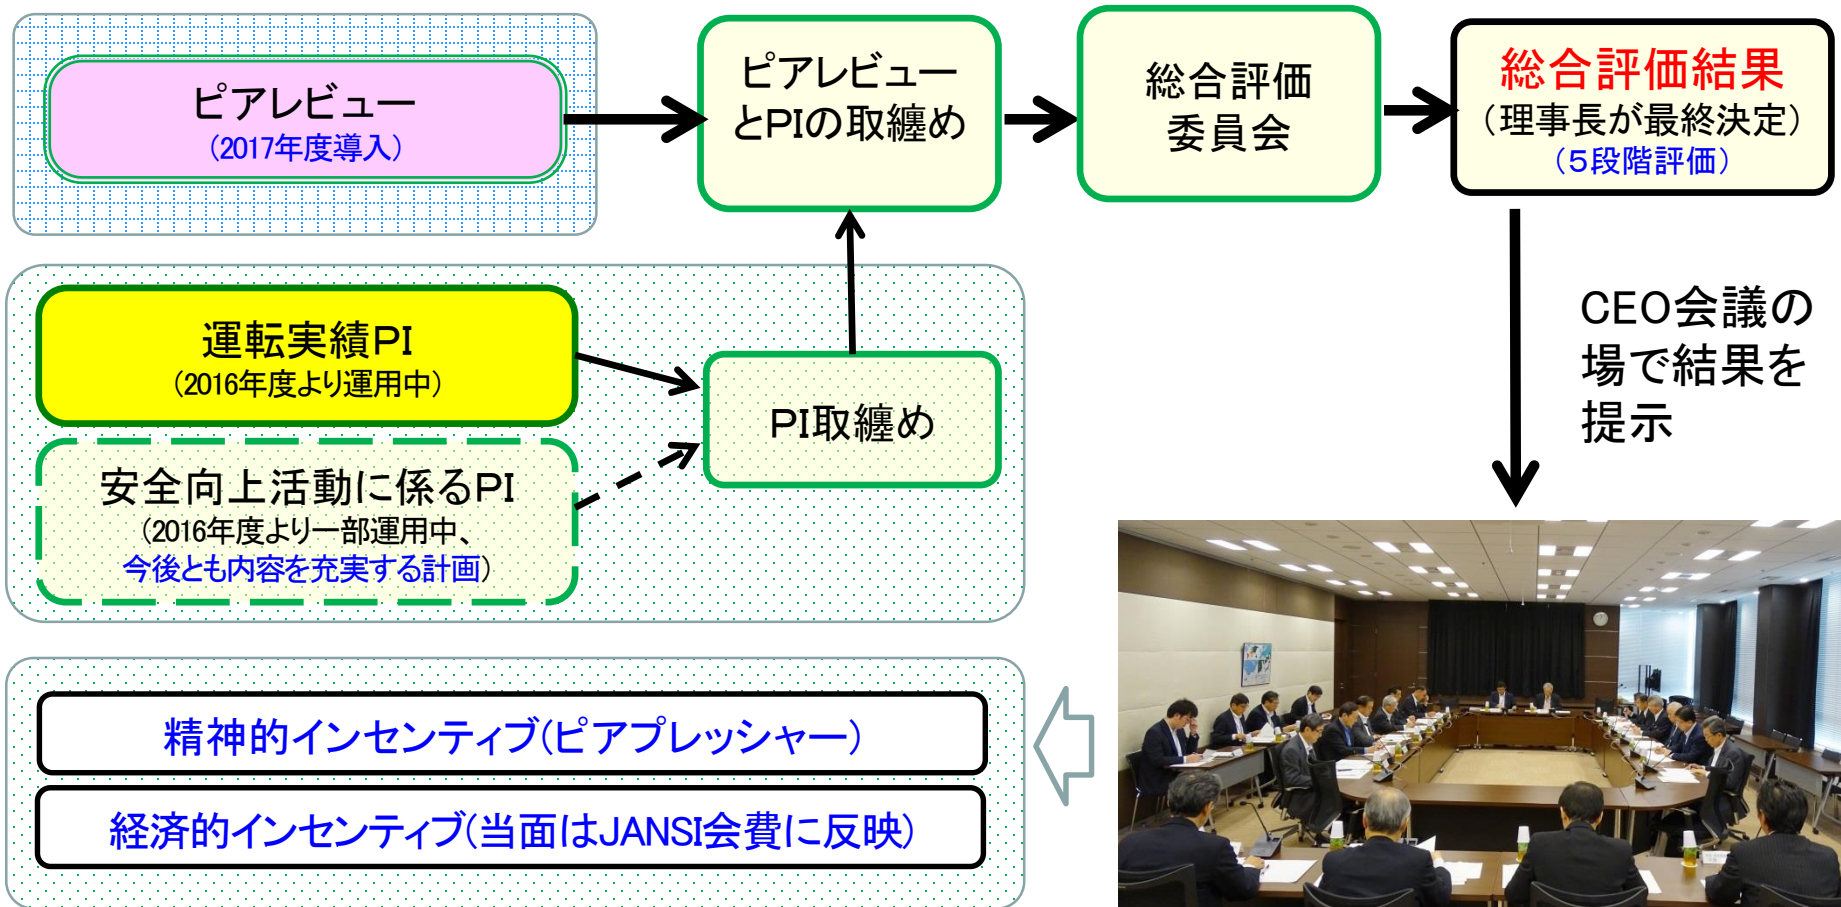 ピアレビュー
（2017年度導入）
ピアレビュー
とPIの取纏め
総合評価
委員会
総合評価結果
（理事長が最終決定）
（５段階評価）
運転実績PI
（2016年度より運用中）
安全向上活動に係るPI
（2016年度より一部運用中、
今後とも内容を充実する計画）
PI取纏め
CEO会議の
場で結果を
提示
精神的インセンティブ(ピアプレッシャー）
経済的インセンティブ(当面はJANSI会費に反映）